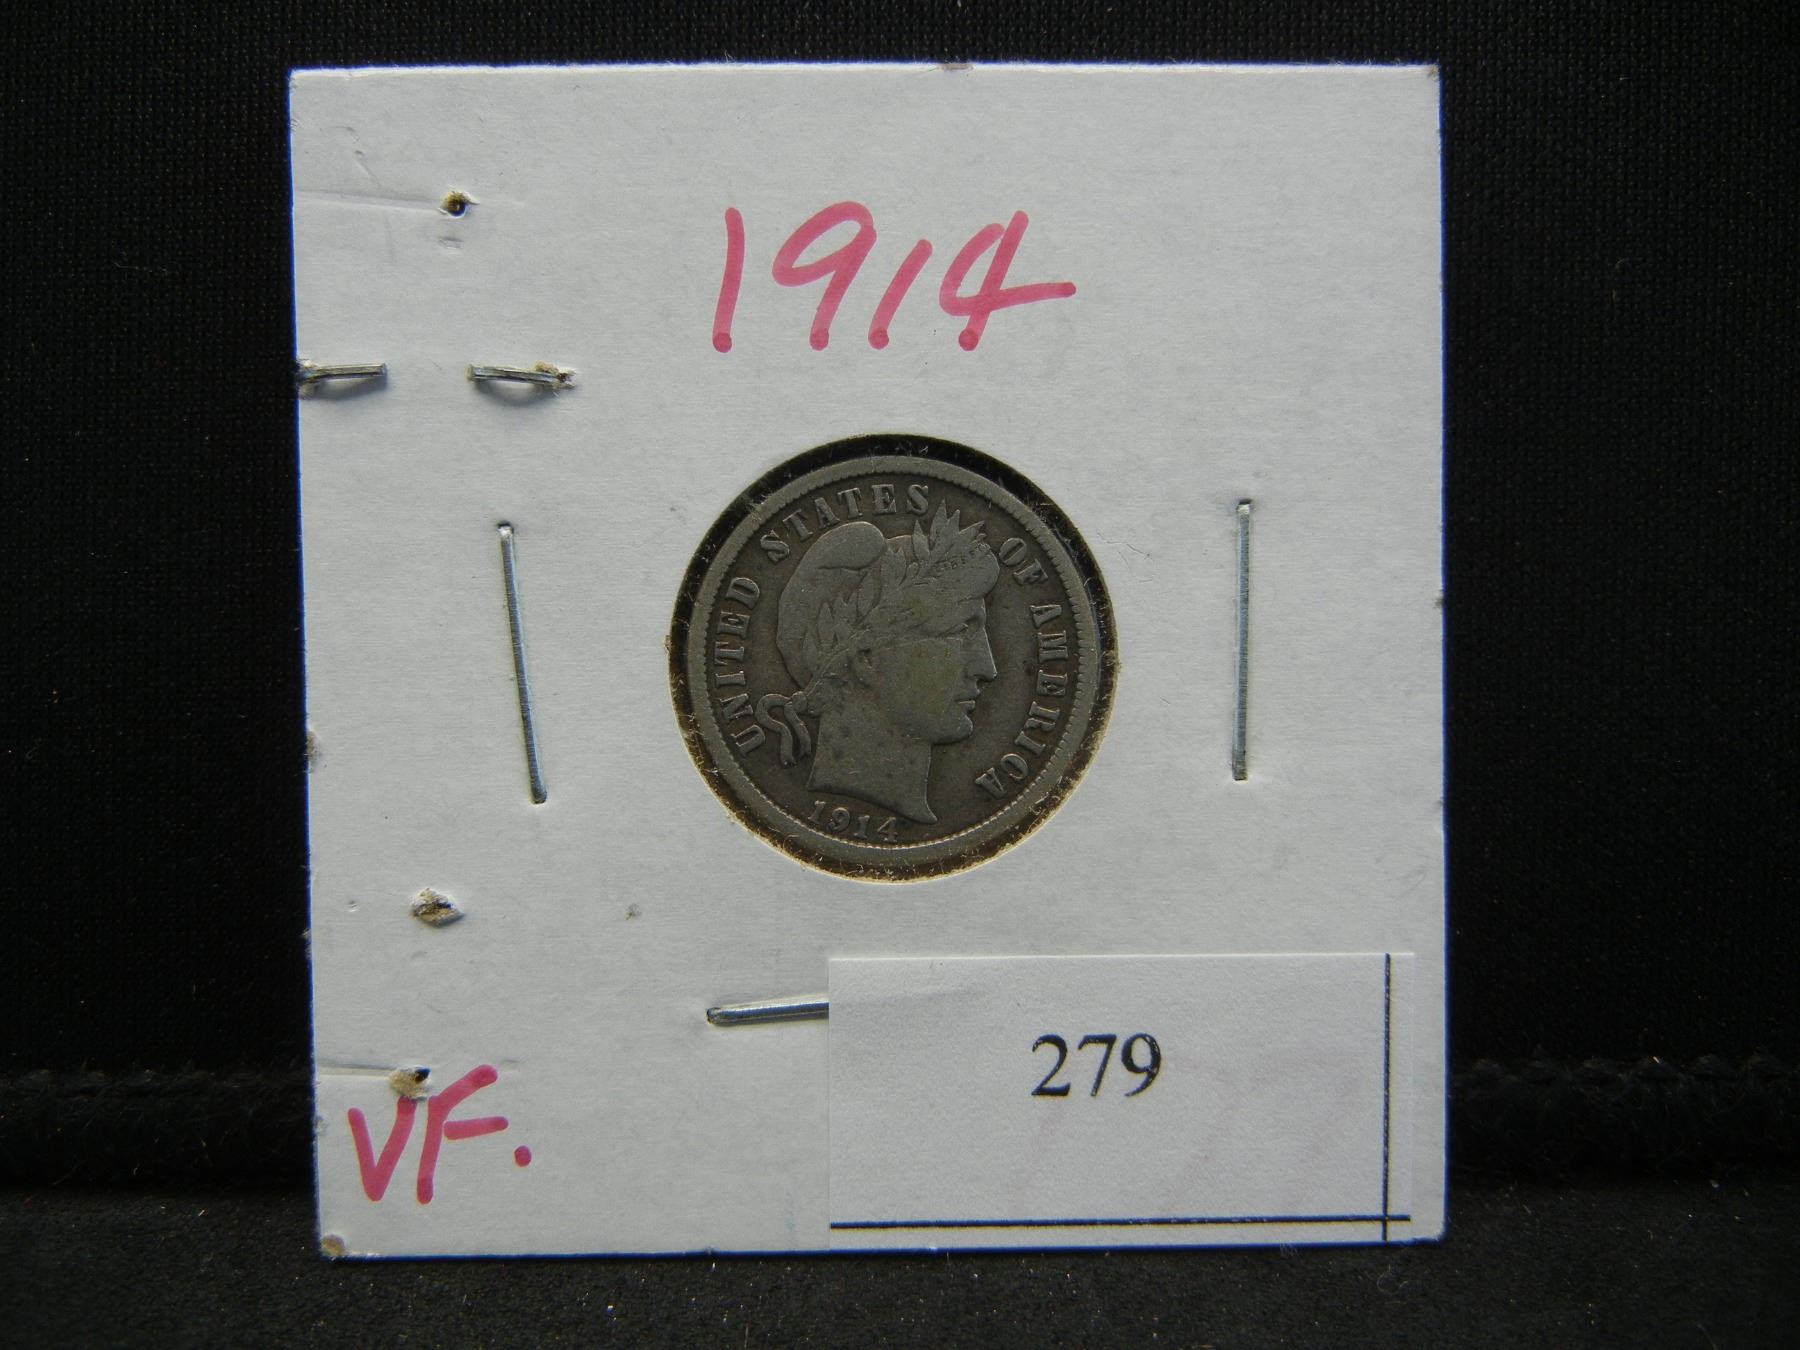 1914
UNITED STATES OF AMERICA
1914
279
VF.